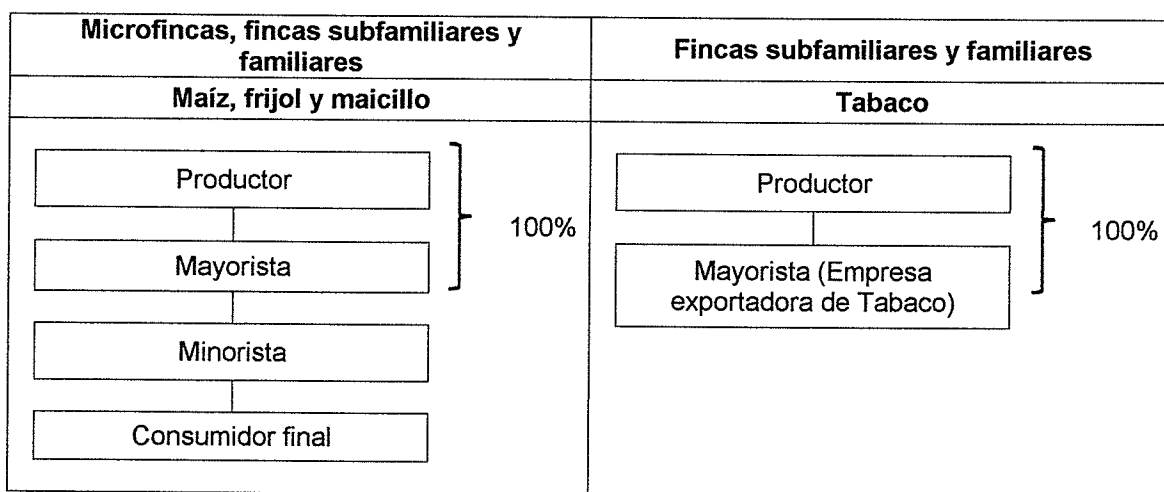 Microfincas, fincas subfamiliares y
familiares
Maíz, frijol y maicillo
Productor
Mayorista
100%
Minorista
Consumidor final
Fincas subfamiliares y familiares
Tabaco
Productor
Mayorista (Empresa
exportadora de Tabaco)
100%